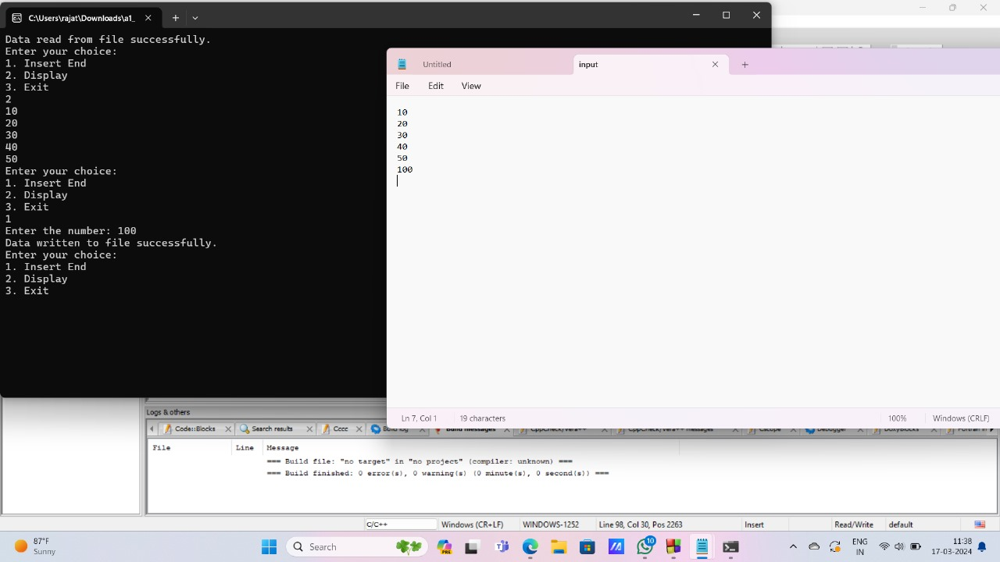 C:\Users\rajat\Downloads\a1_
Data read from file successfully.
Enter your choice:
1. Insert End
2. Display
3. Exit
2
10
20
30
40
50
Enter your choice:
1. Insert End
2. Display
3. Exit
1
Enter the number: 100
Data written to file successfully.
Enter your choice:
1. Insert End
2. Display
3. Exit
Untitled
input
File Edit View
10
20
30
40
50
100
Ln 7, Col 1 19 characters 100% Windows (CRLF)
Logs & others
Code::Blocks Search results Cccc Build log Build messages CppCheck/Vera++ CppCheck/Vera++ messages Cscope Debugger DoxyBlocks Fortran
File Line Message
=== Build file: "no target" in "no project" (compiler: unknown) ===
=== Build finished: 0 error(s), 0 warning(s) (0 minute(s), 0 second(s)) ===
C/C++ Windows (CR+LF) WINDOWS-1252 Line 98, Col 30, Pos 2263 Insert Read/Write default
87°F
Sunny
Search
PRE
10
ENG
IN
11:38
17-03-2024